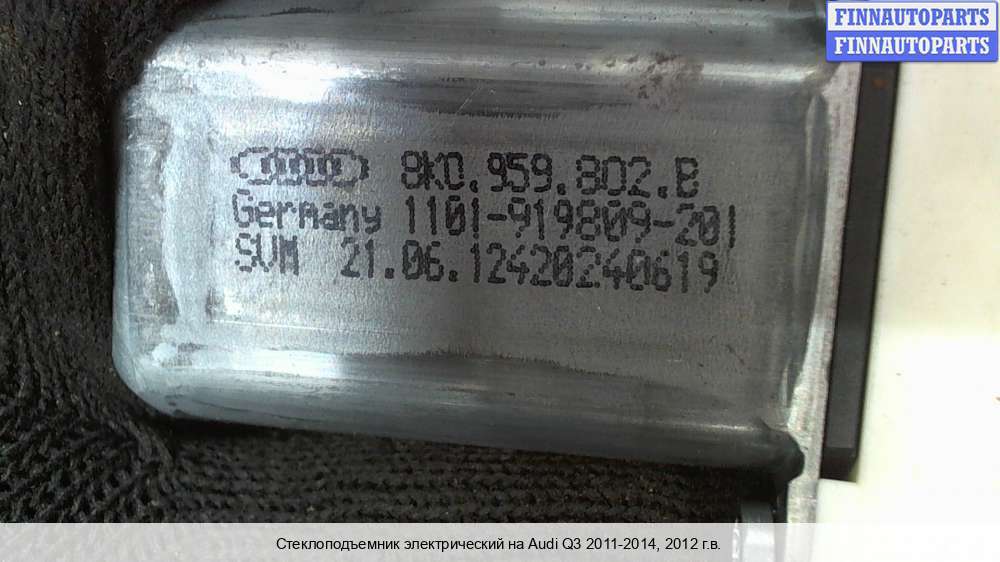 FINNAUTOPARTS
FINNAUTOPARTS
8K0.959.802.B
Germany 1101-919809-201
SVM 21.06.12420240619
Стеклоподъемник электрический на Audi Q3 2011-2014, 2012 г.в.